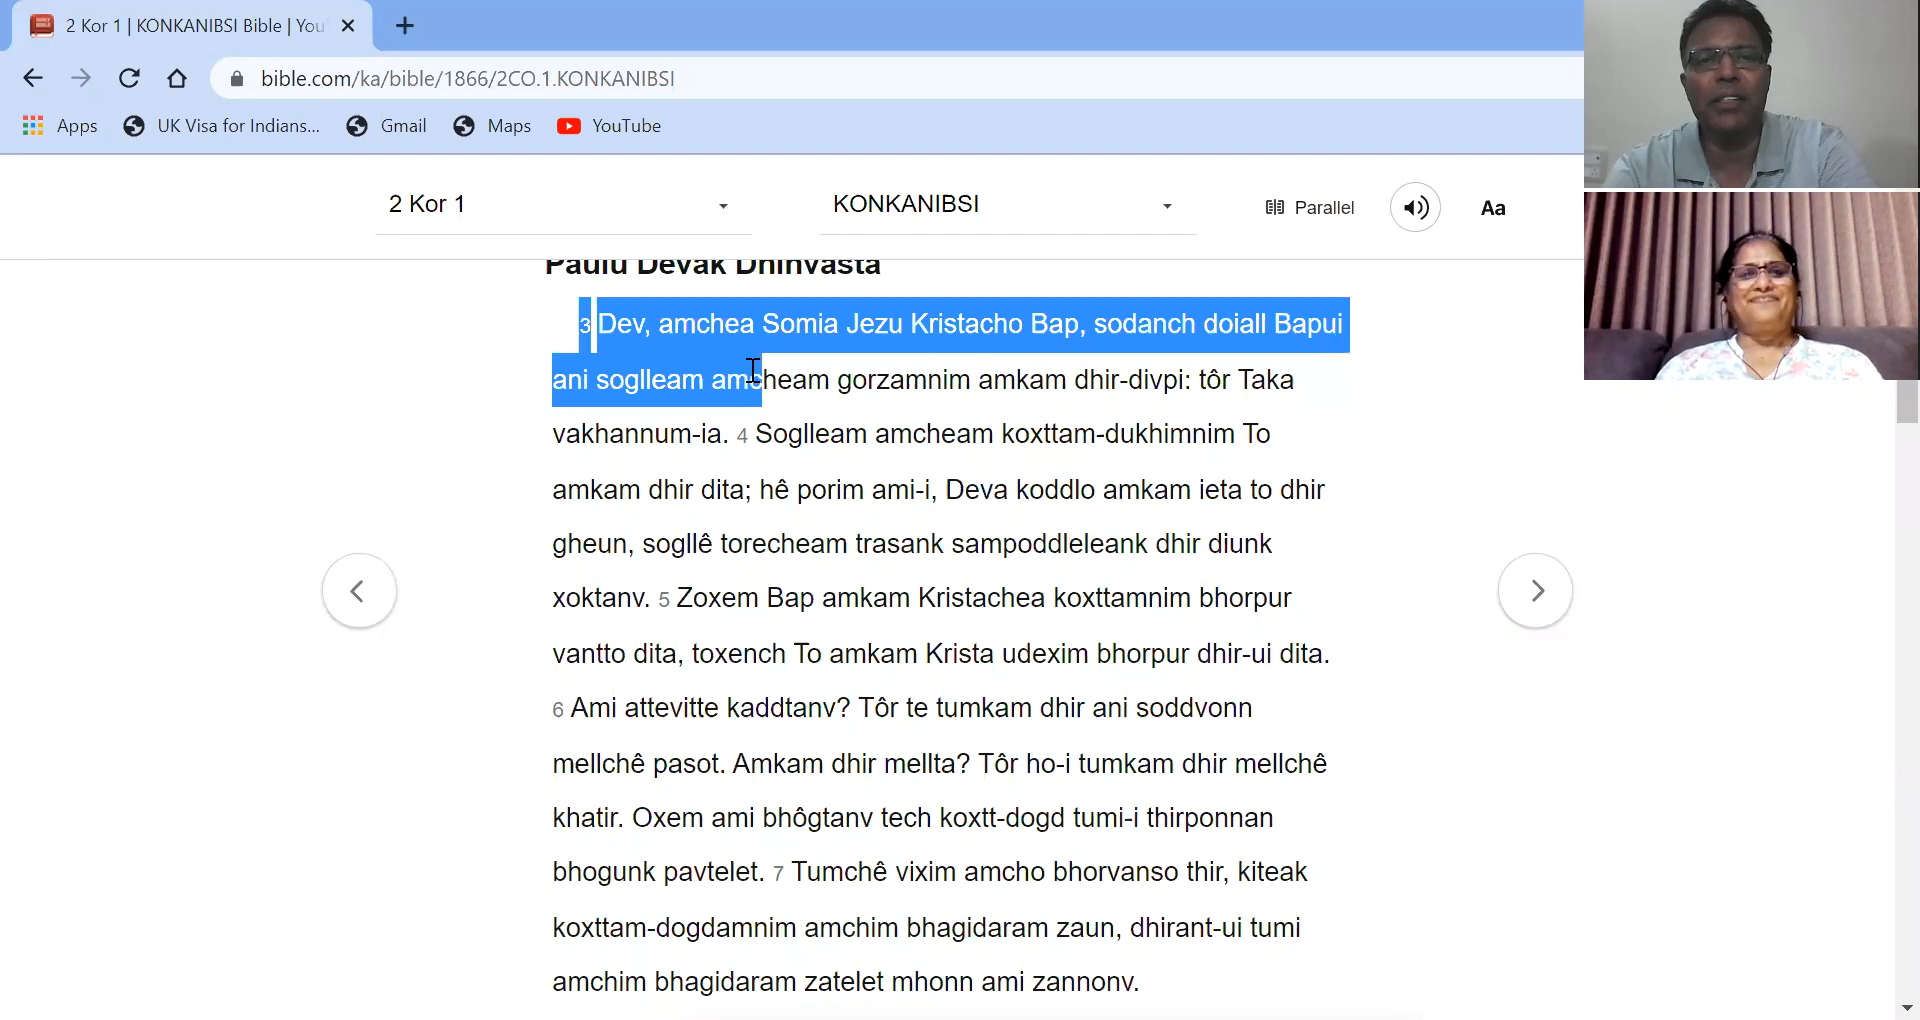 2 Kor 1 | KONKANIBSI Bible | You
bible.com/ka/bible/1866/2CO.1.KONKANIBSI
Apps UK Visa for Indians... Gmail Maps YouTube
2 Kor 1 KONKANIBSI Parallel Aa
Paulu Devak Dhinvasta
3 Dev, amchea Somia Jezu Kristacho Bap, sodanch doiall Bapui
ani soglleam amcheam gorzamnim amkam dhir-divpi: tôr Taka
vakhannum-ia. 4 Soglleam amcheam koxttam-dukhimnim To
amkam dhir dita; hê porim ami-i, Deva koddlo amkam ieta to dhir
gheun, sogllê torecheam trasank sampoddleleank dhir diunk
xoktanv. 5 Zoxem Bap amkam Kristachea koxttamnim bhorpur
vantto dita, toxench To amkam Krista udexim bhorpur dhir-ui dita.
6 Ami attevitte kaddtanv? Tôr te tumkam dhir ani soddvonn
mellchê pasot. Amkam dhir mellta? Tôr ho-i tumkam dhir mellchê
khatir. Oxem ami bhôgtanv tech koxtt-dogd tumi-i thirponnan
bhogunk pavtelet. 7 Tumchê vixim amcho bhorvanso thir, kiteak
koxttam-dogdamnim amchim bhagidaram zaun, dhirant-ui tumi
amchim bhagidaram zatelet mhonn ami zannonv.